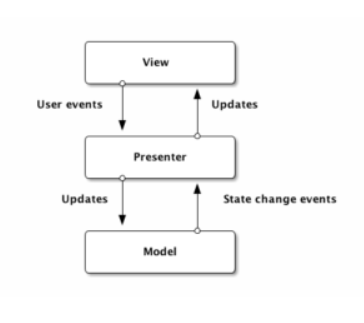 View
User events
Updates
Presenter
Updates
State change events
Model